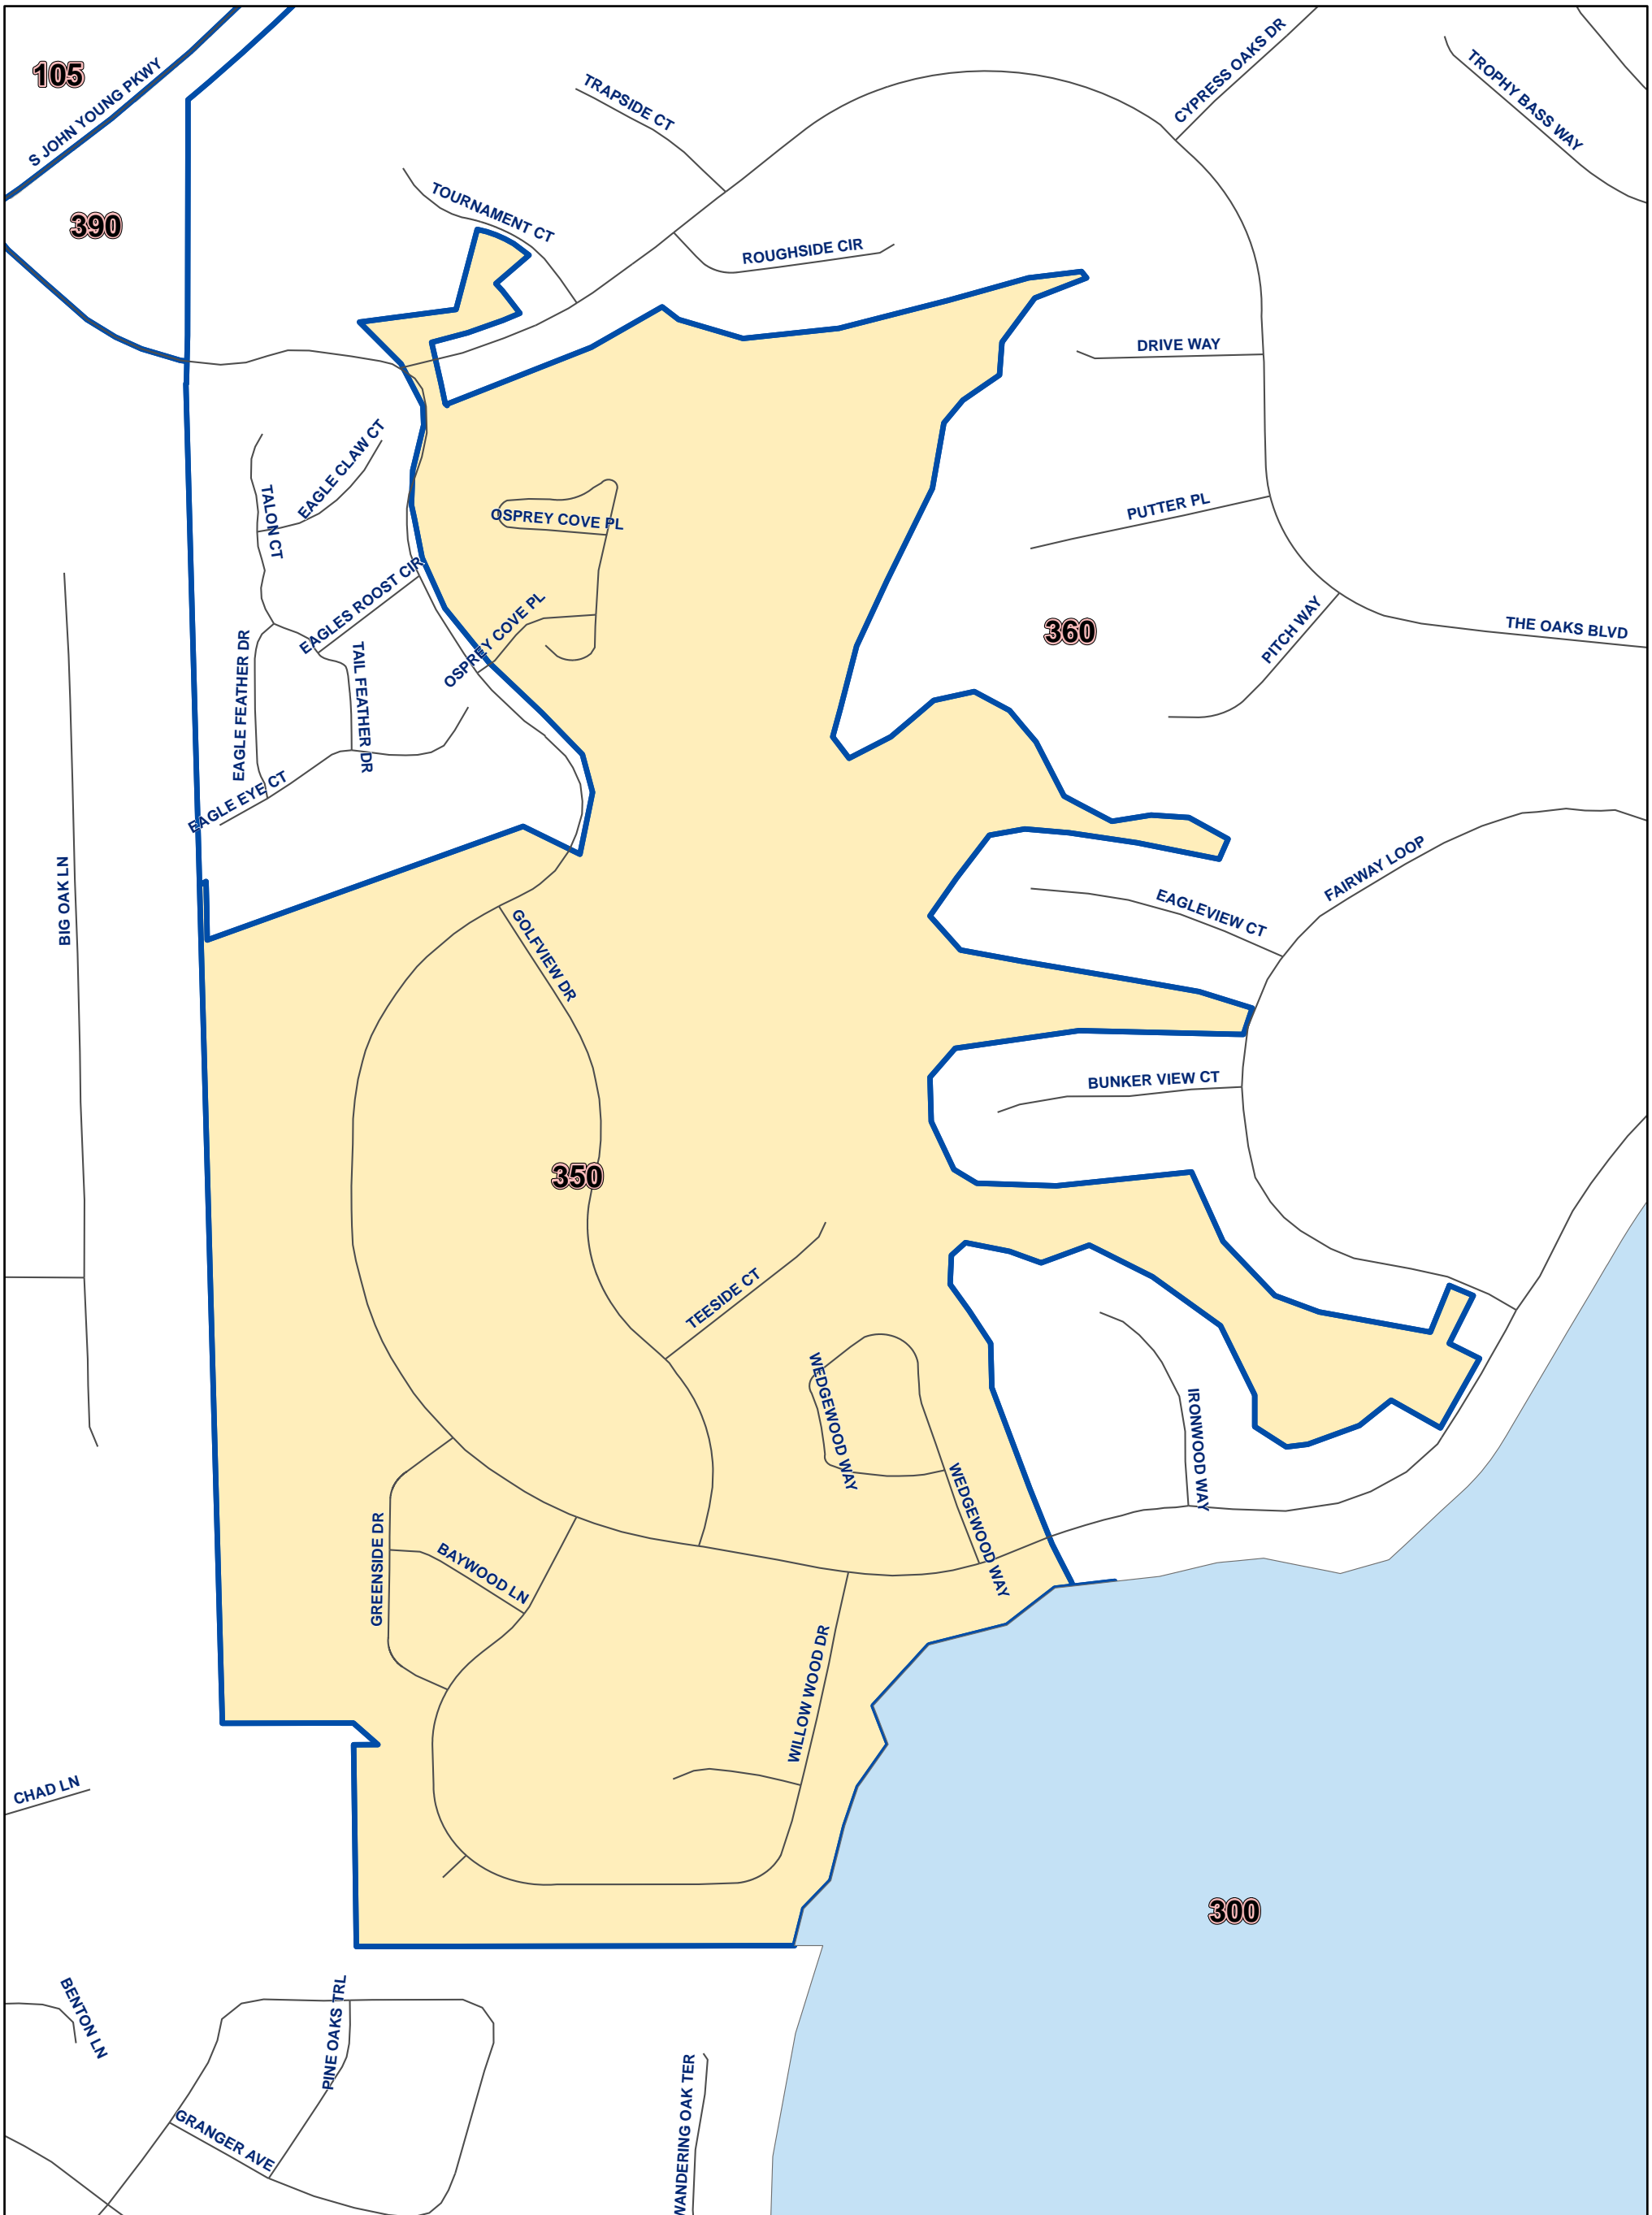 105
S JOHN YOUNG PKWY
390
TRAPSIDE CT
CYPRESS OAKS DR
TROPHY BASS WAY
TOURNAMENT CT
ROUGHSIDE CIR
DRIVE WAY
EAGLE CLAW CT
TALON CT
OSPREY COVE PL
PUTTER PL
EAGLES ROOST CIR
OSPREY COVE PL
360
PITCH WAY
THE OAKS BLVD
EAGLE FEATHER DR
TAIL FEATHER DR
EAGLE EYE CT
BIG OAK LN
GOLFVIEW DR
EAGLEVIEW CT
FAIRWAY LOOP
BUNKER VIEW CT
350
TEESIDE CT
WEDGEWOOD WAY
IRONWOOD WAY
WEDGEWOOD WAY
GREENSIDE DR
BAYWOOD LN
WILLOW WOOD DR
CHAD LN
300
BENTON LN
PINE OAKS TRL
GRANGER AVE
WANDERING OAK TER